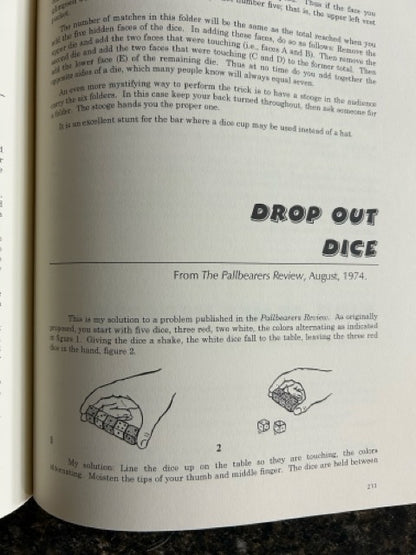 number five; that is, the upper left vest
pocket.
The number of matches in this folder will be the same as the total reached when you
add the five hidden faces of the dice. In adding these faces, do so as follows: Remove the
upper die and add the two faces that were touching (i.e., faces A and B). Then remove the
second die and add the two faces that were touching (C and D) to the former total. Then
add the lower face (E) of the remaining die. Thus at no time do you add together the
opposite sides of a die, which many people know will always equal seven.
An even more mystifying way to perform the trick is to have a stooge in the audience
carry the six folders. In this case keep your back turned throughout, then ask someone for
a folder. The stooge hands you the proper one.
It is an excellent stunt for the bar where a dice cup may be used instead of a hat.
DROP OUT
DICE
From The Pallbearers Review, August, 1974.
This is my solution to a problem published in the Pallbearers Review. As originally
proposed, you start with five dice, three red, two white, the colors alternating as indicated
in figure 1. Giving the dice a shake, the white dice fall to the table, leaving the three red
dice in the hand, figure 2.
2
My solution: Line the dice up on the table so they are touching, the colors
alternating. Moisten the tips of your thumb and middle finger. The dice are held between